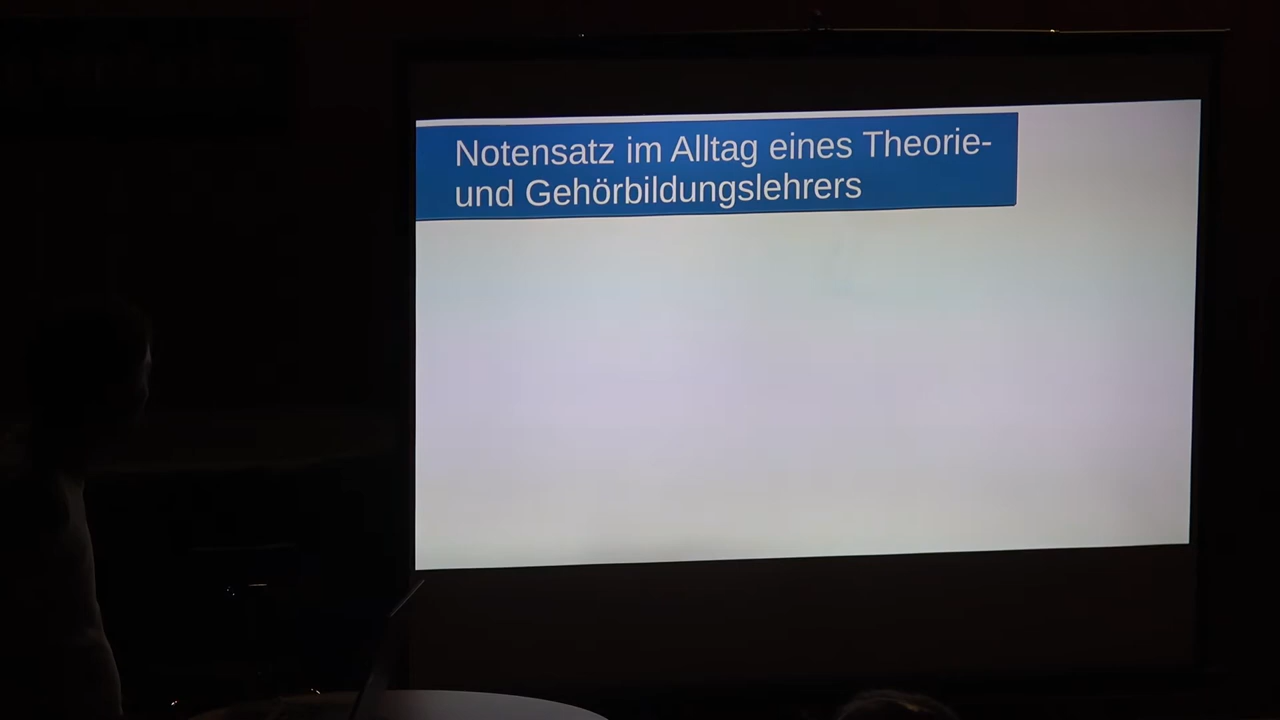 Notensatz im Alltag eines Theorie-
und Gehörbildungslehrers